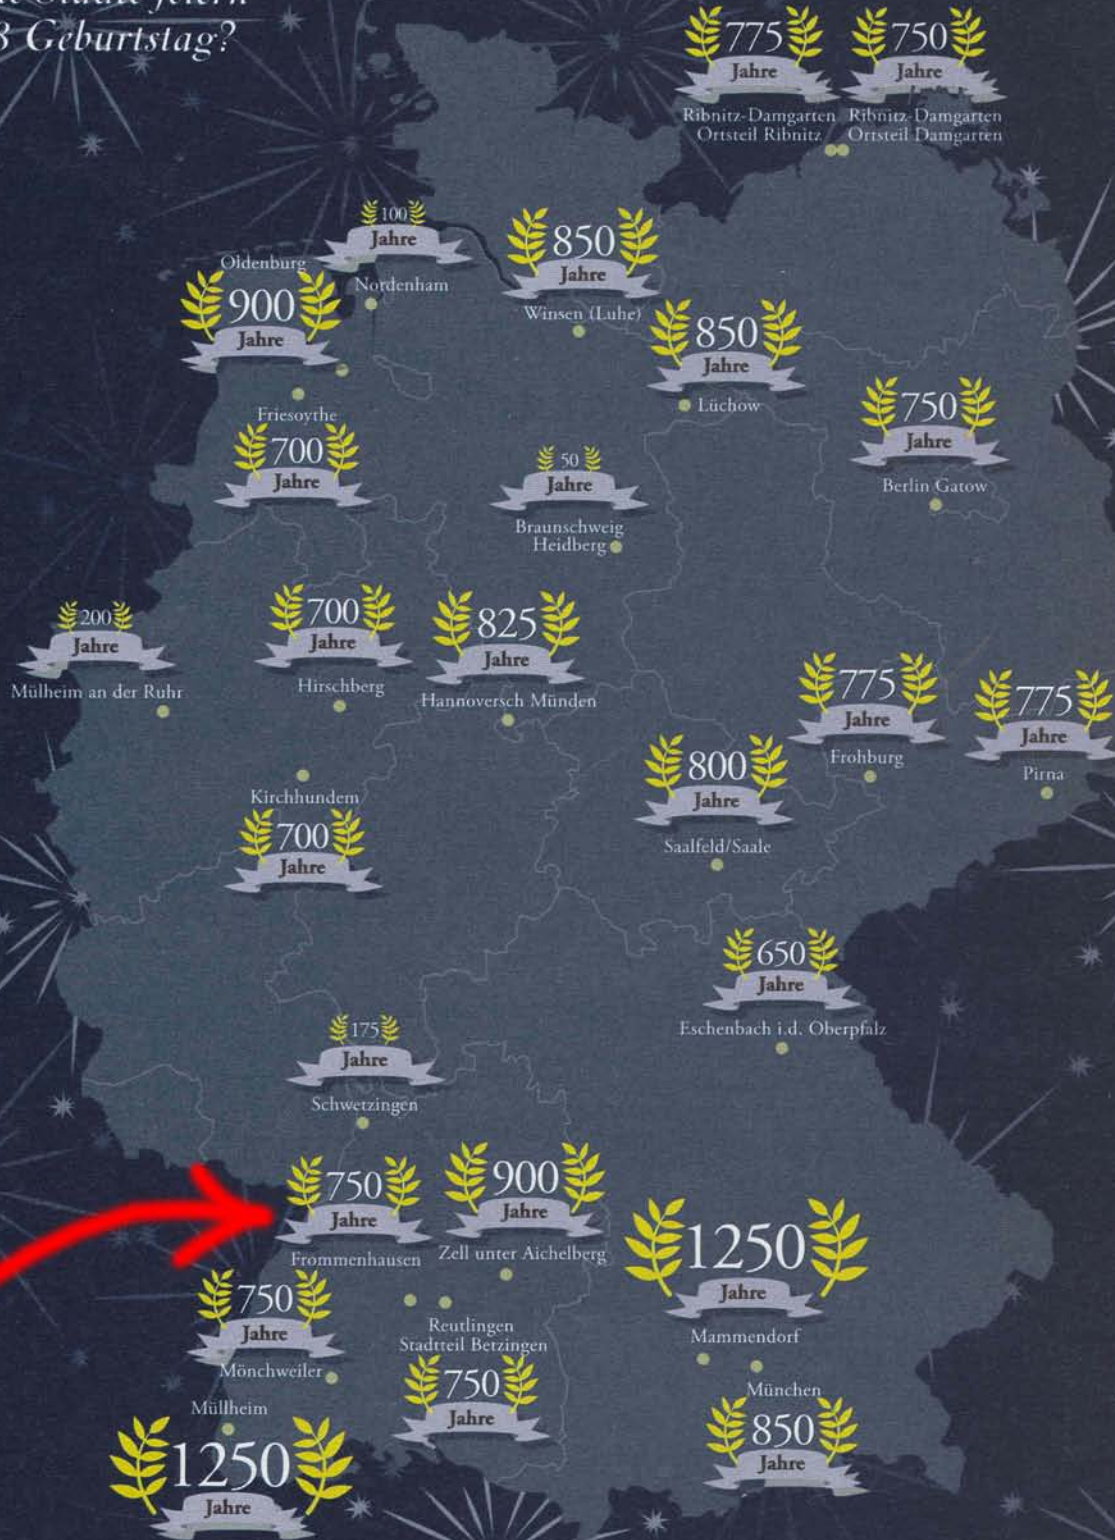 Geburtstag?
775
Jahre
Ribnitz-Damgarten
Ortsteil Ribnitz
750
Jahre
Ribnitz-Damgarten
Ortsteil Damgarten
100
Jahre
Nordenham
850
Jahre
Winsen (Luhe)
Oldenburg
900
Jahre
850
Jahre
Lüchow
Friesoythe
700
Jahre
750
Jahre
Berlin Gatow
50
Jahre
Braunschweig
Heidberg
200
Jahre
Mülheim an der Ruhr
700
Jahre
Hirschberg
825
Jahre
Hannoversch Münden
775
Jahre
Frohburg
775
Jahre
Pirna
800
Jahre
Saalfeld/Saale
Kirchhundem
700
Jahre
650
Jahre
Eschenbach i.d. Oberpfalz
175
Jahre
Schwetzingen
750
Jahre
Frommenhausen
900
Jahre
Zell unter Aichelberg
1250
Jahre
Mammendorf
750
Jahre
Mönchweiler
Reutlingen
Stadtteil Betzingen
750
Jahre
München
850
Jahre
Müllheim
1250
Jahre